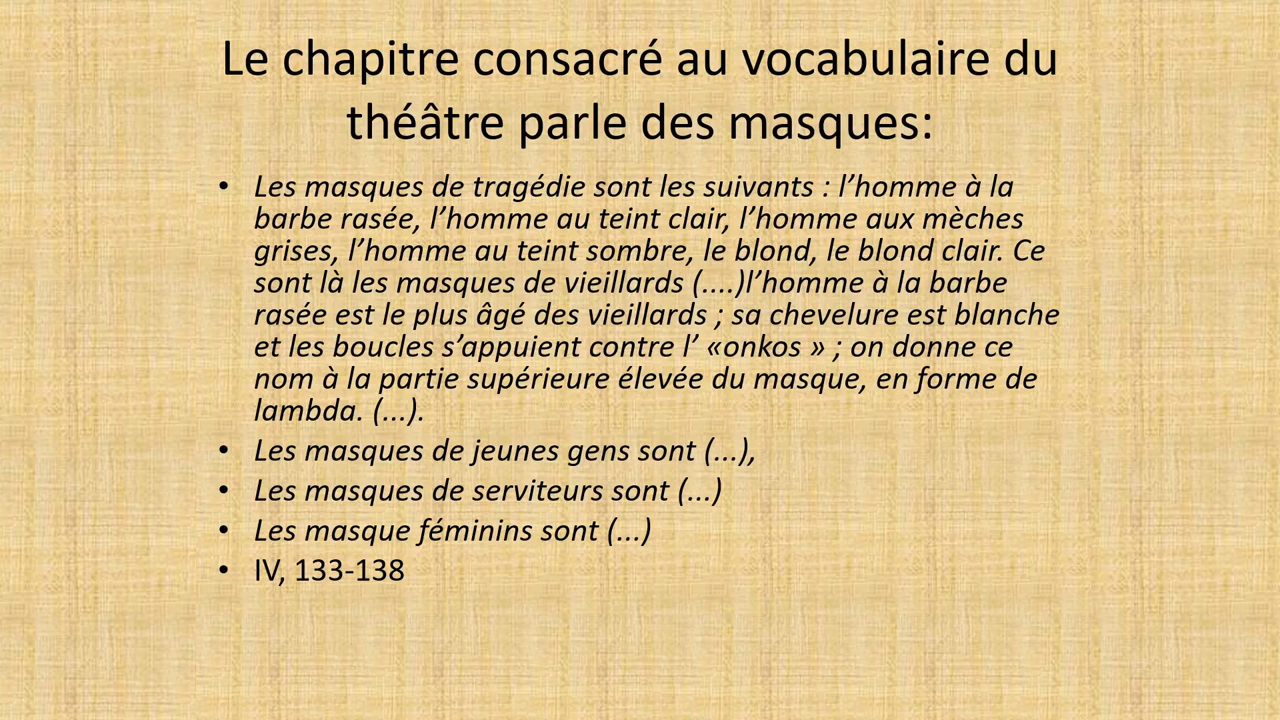 Le chapitre consacré au vocabulaire du
théâtre parle des masques:
• Les masques de tragédie sont les suivants : l’homme à la
barbe rasée, l’homme au teint clair, l’homme aux mèches
grises, l’homme au teint sombre, le blond, le blond clair. Ce
sont là les masques de vieillards (....)l’homme à la barbe
rasée est le plus âgé des vieillards ; sa chevelure est blanche
et les boucles s’appuient contre l’ «onkos » ; on donne ce
nom à la partie supérieure élevée du masque, en forme de
lambda. (...).
• Les masques de jeunes gens sont (...),
• Les masques de serviteurs sont (...)
• Les masque féminins sont (...)
• IV, 133-138